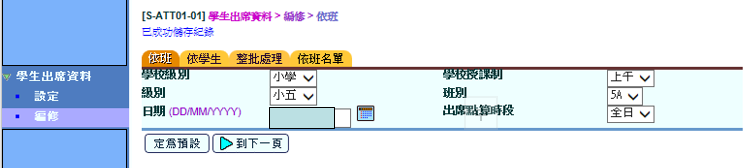 [S-ATT01-01] 學生出席資料 > 編修 > 依班
已成功儲存紀錄
依班 依學生 整批處理 依班名單
學生出席資料
設定
編修
學校級別 小學 學校授課制 上午
級別 小五 班別 5A
日期 (DD/MM/YYYY) 出席點算時段 全日
定為預設 到下一頁